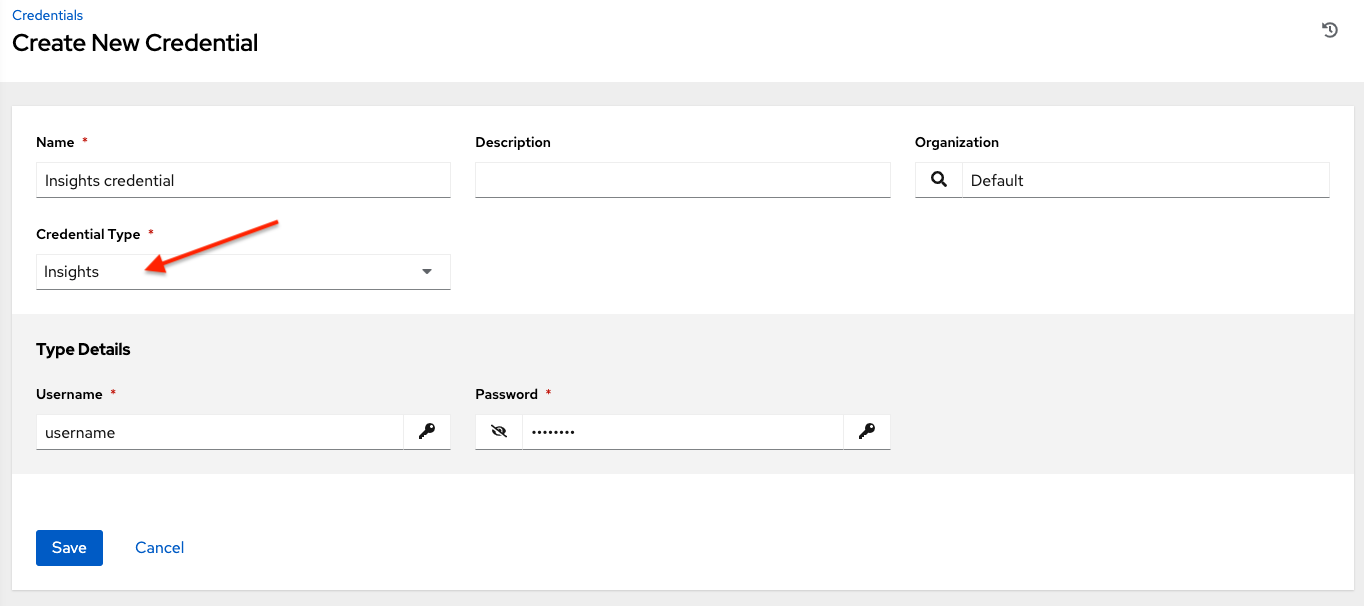 Credentials
Create New Credential
Name *
Description
Organization
Insights credential
Default
Credential Type *
Insights
Type Details
Username *
Password *
username
••••••••
Save
Cancel